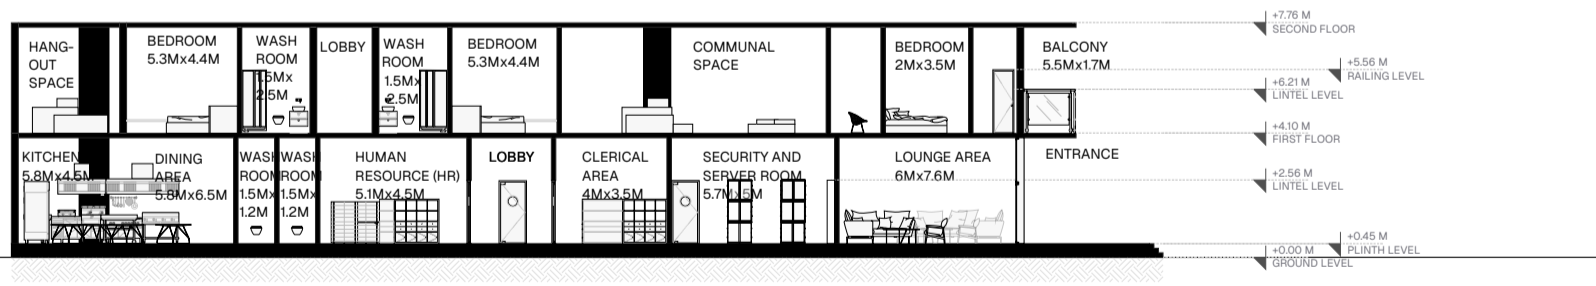 HANG-
OUT
SPACE
BEDROOM
5.3Mx4.4M
WASH
ROOM
1.5Mx
2.5M
LOBBY
WASH
ROOM
1.5Mx
2.5M
BEDROOM
5.3Mx4.4M
COMMUNAL
SPACE
BEDROOM
2Mx3.5M
BALCONY
5.5Mx1.7M
KITCHEN
5.8Mx4.5M
DINING
AREA
5.8Mx6.5M
WASH
ROOM
1.5Mx
1.2M
WASH
ROOM
1.5Mx
1.2M
HUMAN
RESOURCE (HR)
5.1Mx4.5M
LOBBY
CLERICAL
AREA
4Mx3.5M
SECURITY AND
SERVER ROOM
5.7Mx5M
LOUNGE AREA
6Mx7.6M
ENTRANCE
+7.76 M
SECOND FLOOR
+5.56 M
RAILING LEVEL
+6.21 M
LINTEL LEVEL
+4.10 M
FIRST FLOOR
+2.56 M
LINTEL LEVEL
+0.45 M
PLINTH LEVEL
+0.00 M
GROUND LEVEL